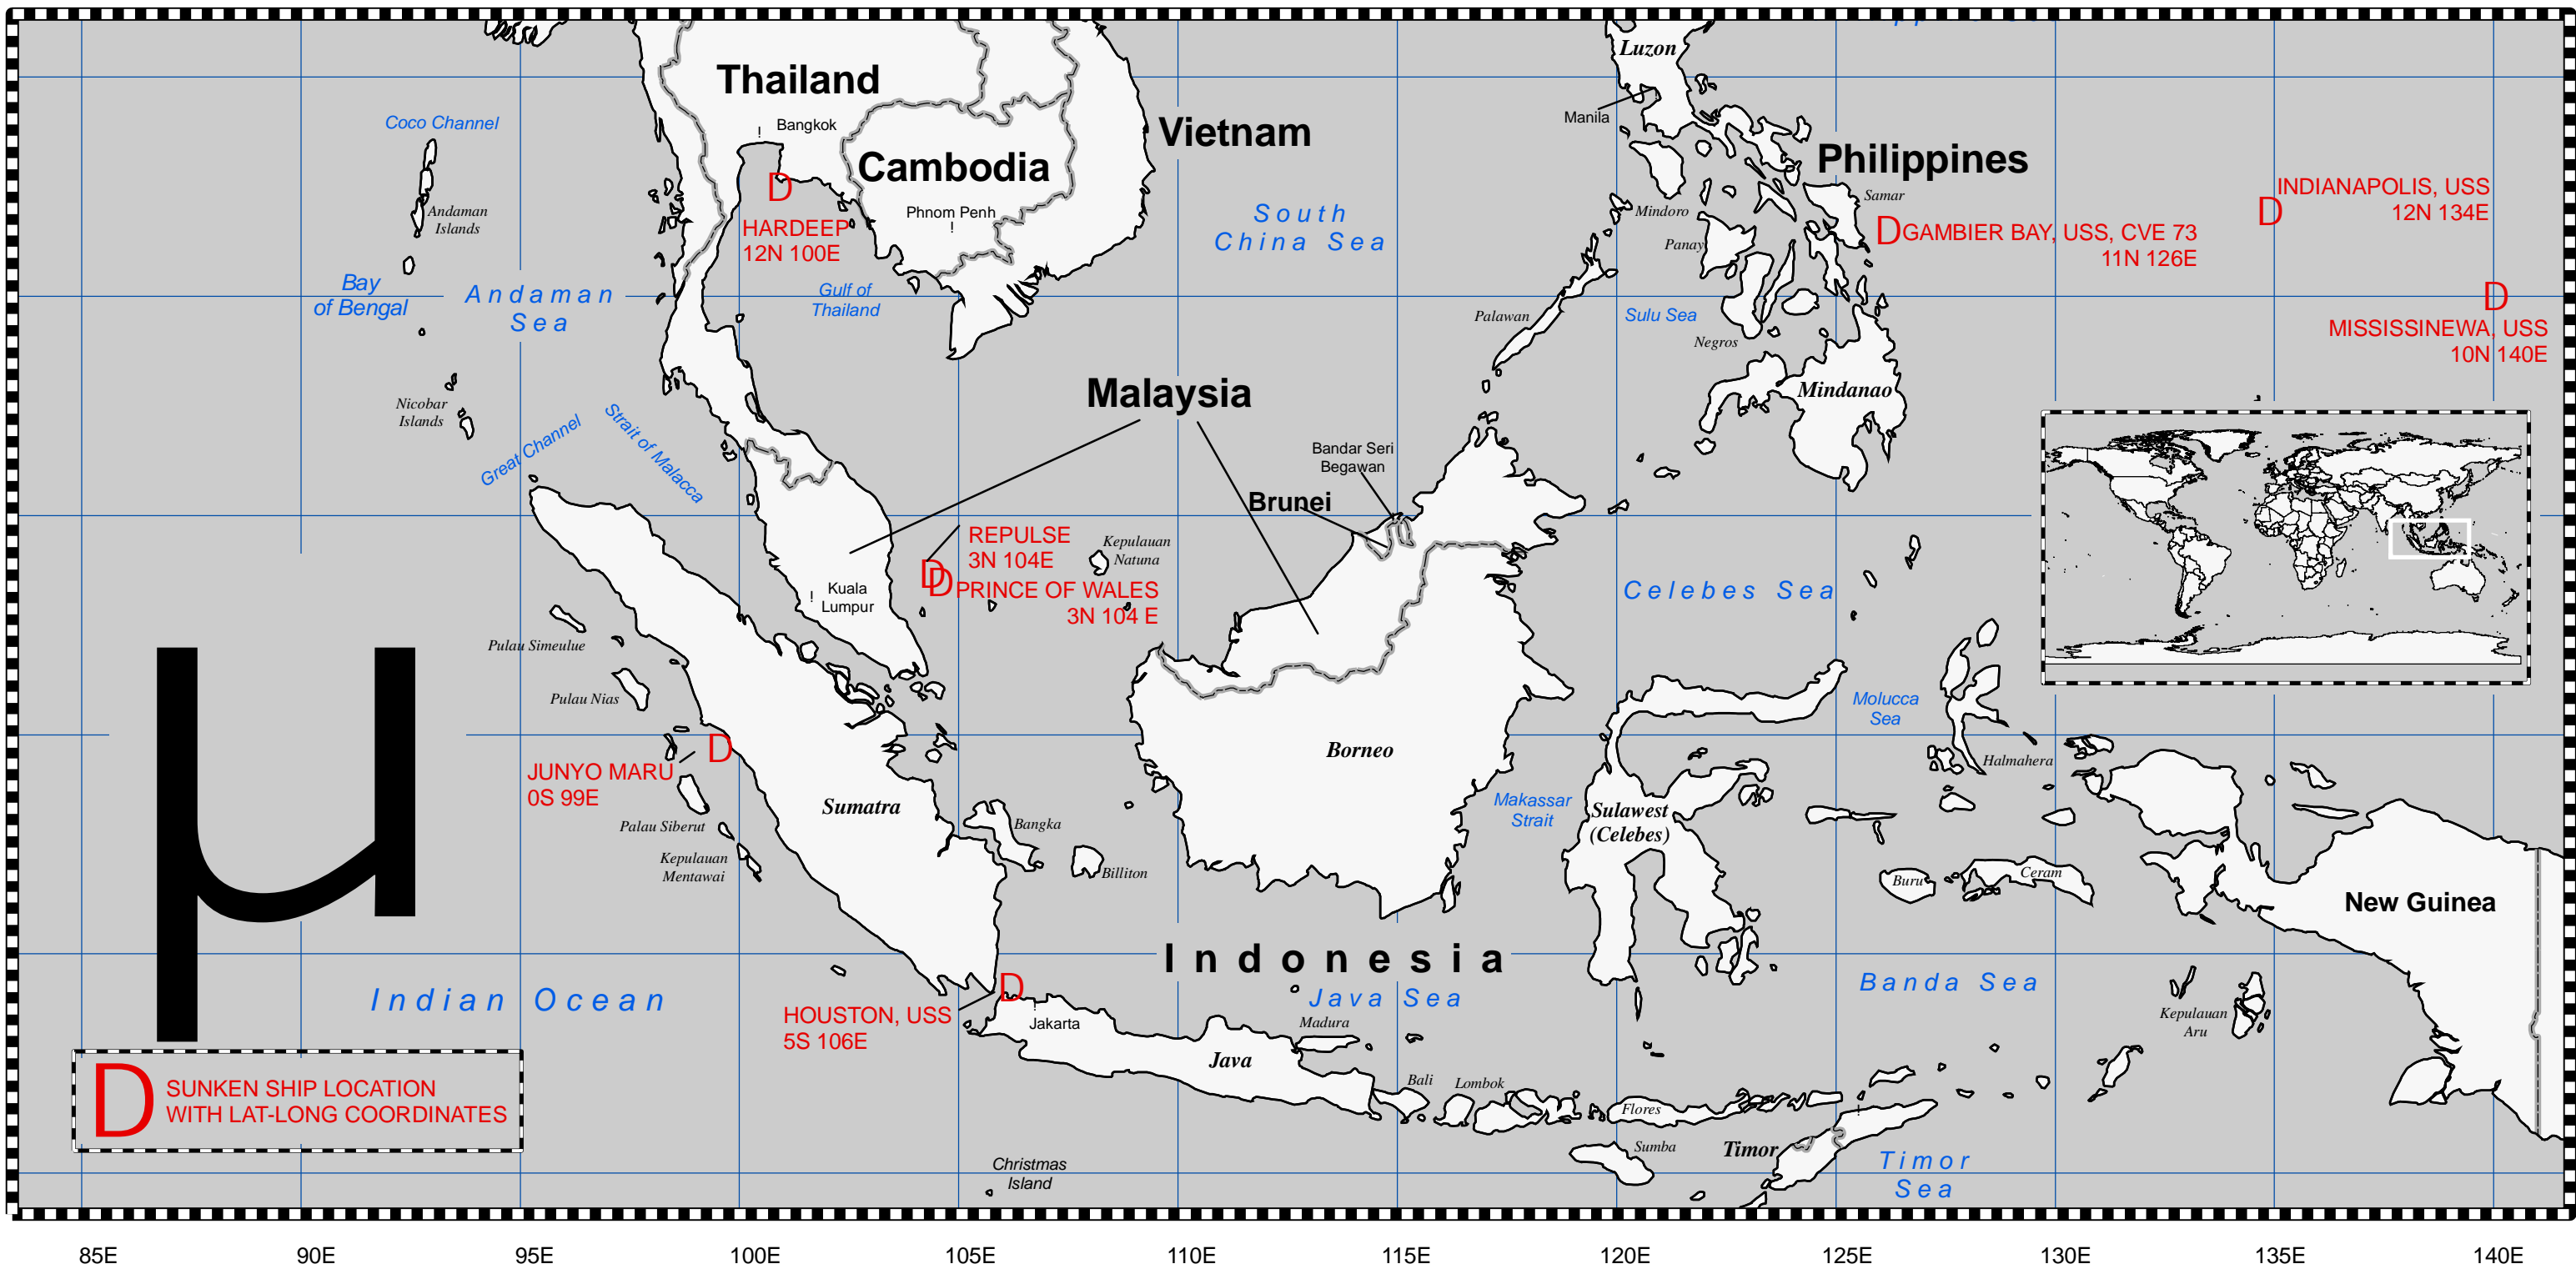 Luzon
Thailand
Manila
Coco Channel
Bangkok
Vietnam
Cambodia
Philippines
INDIANAPOLIS, USS
12N 134E
Samar
Andaman
Islands
Phnom Penh
South
China Sea
Mindoro
HARDEEP
12N 100E
GAMBIER BAY, USS, CVE 73
11N 126E
Panay
Bay
of Bengal
Andaman
Sea
Gulf of
Thailand
Palawan
Sulu Sea
Negros
MISSISSINEWA, USS
10N 140E
Malaysia
Mindanao
Nicobar
Islands
Great Channel
Strait of Malacca
Bandar Seri
Begawan
Brunei
REPULSE
3N 104E
Kepulauan
Natuna
PRINCE OF WALES
3N 104 E
Kuala
Lumpur
Celebes Sea
Pulau Simeulue
Pulau Nias
Molucca
Sea
Borneo
Halmahera
JUNYO MARU
0S 99E
Sumatra
Makassar
Strait
Sulawest
(Celebes)
Palau Siberut
Bangka
Kepulauan
Mentawai
Billiton
Buru
Ceram
New Guinea
Indonesia
Indian Ocean
Java Sea
Banda Sea
HOUSTON, USS
5S 106E
Jakarta
Madura
Kepulauan
Aru
Java
Bali
Lombok
Flores
µ
D
SUNKEN SHIP LOCATION
WITH LAT-LONG COORDINATES
Sumba
Timor
Timor
Sea
Christmas
Island
85E
90E
95E
100E
105E
110E
115E
120E
125E
130E
135E
140E